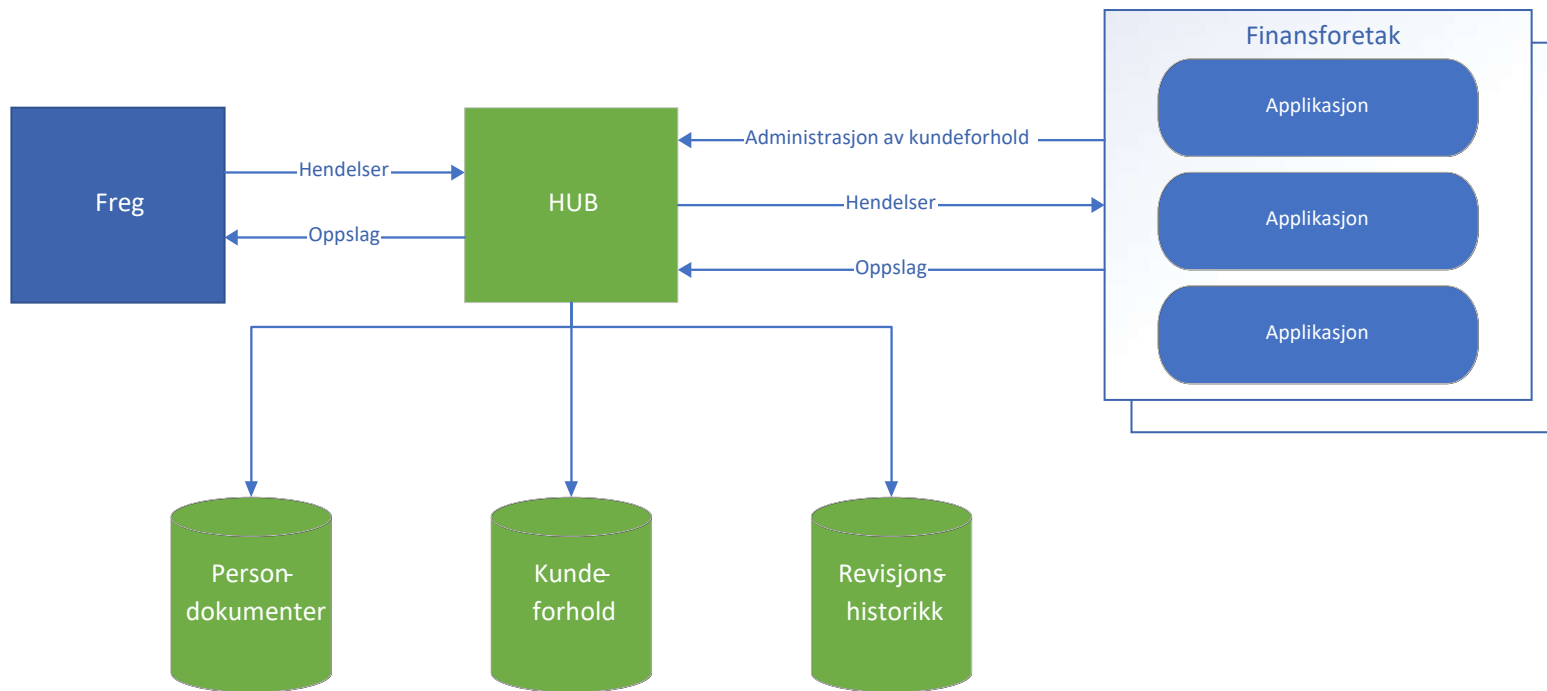 Finansforetak
Applikasjon
Administrasjon av kundeforhold
Hendelser
Freg
HUB
Hendelser
Applikasjon
Oppslag
Oppslag
Applikasjon
Person-
dokumenter
Kunde-
forhold
Revisjons-
historikk